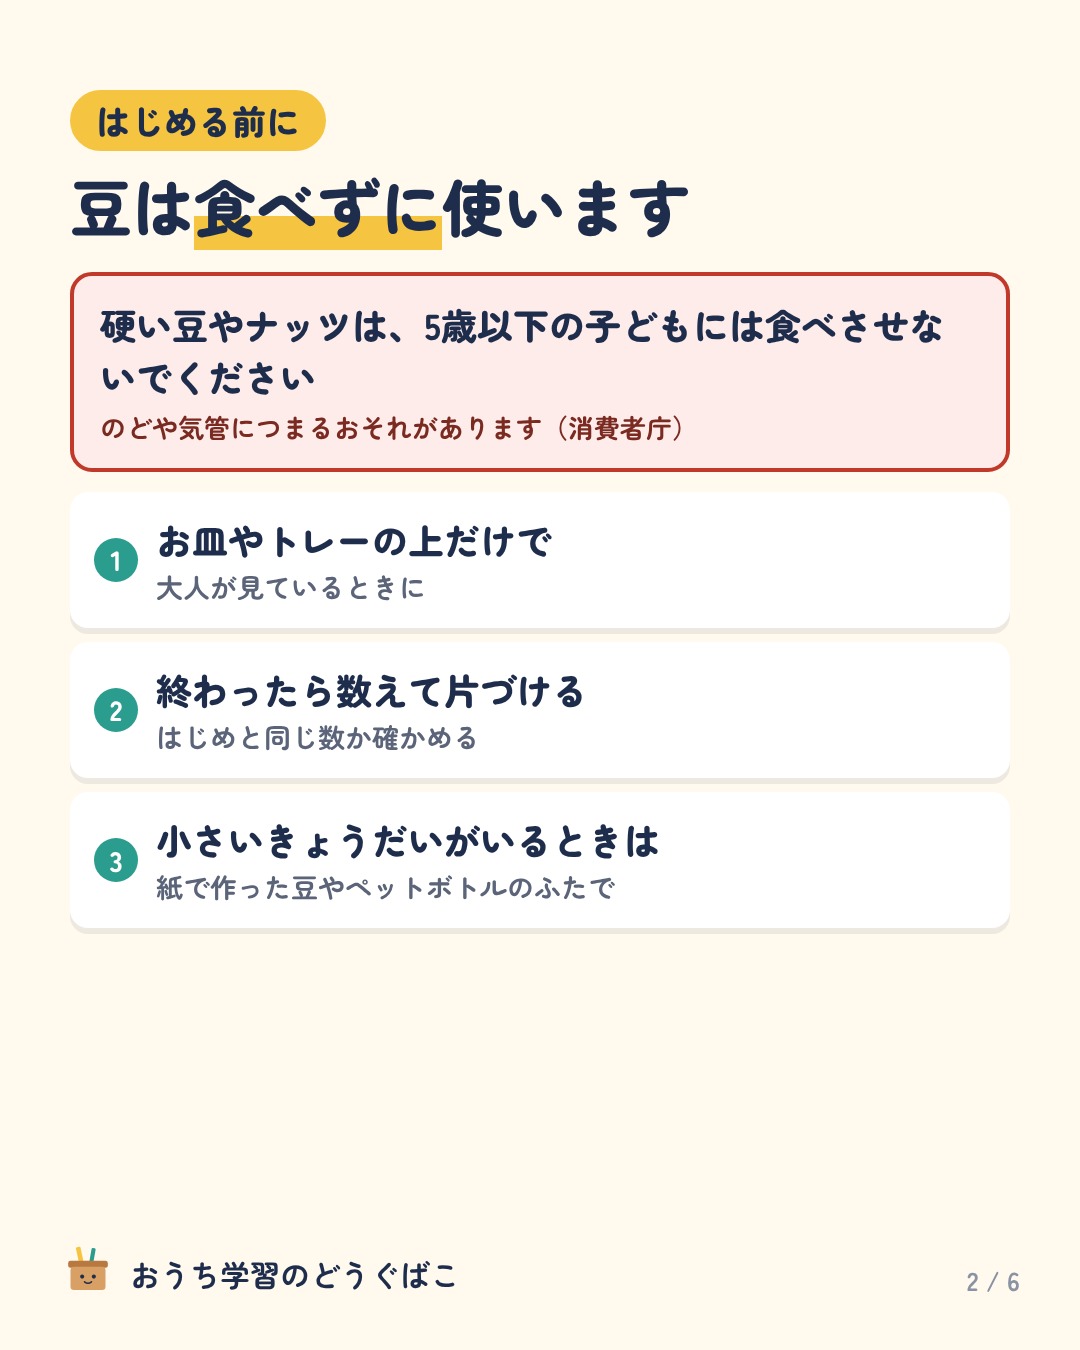 はじめる前に
豆は食べずに使います
硬い豆やナッツは、5歳以下の子どもには食べさせな
いでください
のどや気管につまるおそれがあります（消費者庁）
1
お皿やトレーの上だけで
大人が見ているときに
2
終わったら数えて片づける
はじめと同じ数か確かめる
3
小さいきょうだいがいるときは
紙で作った豆やペットボトルのふたで
おうち学習のどうぐばこ
2 / 6